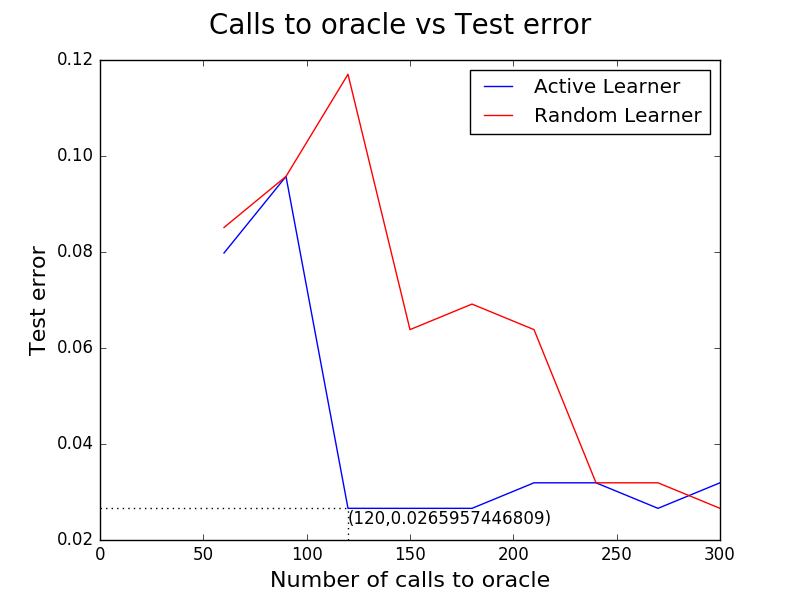 Calls to oracle vs Test error
0.12
0.10
0.08
0.06
0.04
0.02
Test error
Active Learner
Random Learner
(120,0.0265957446809)
0
50
100
150
200
250
300
Number of calls to oracle